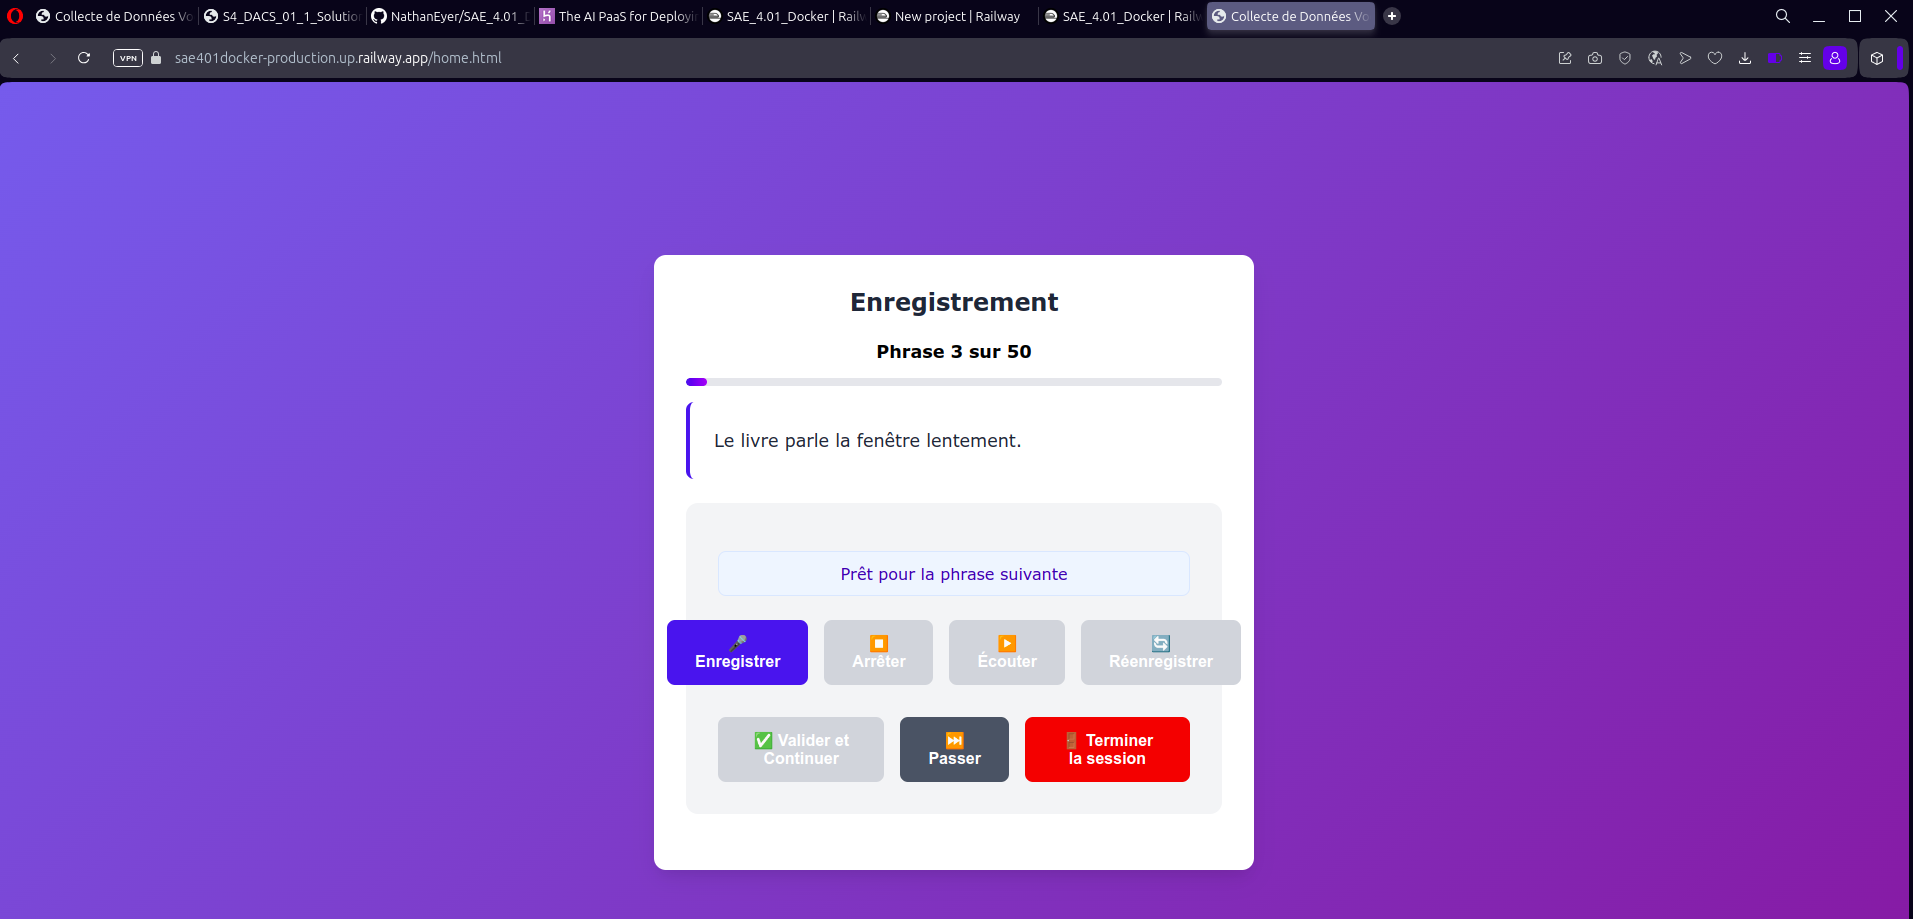 Collecte de Données Vo
S4_DACS_01_1_Solution
NathanEyer/SAE_4.01_D
The AI PaaS for Deployin
SAE_4.01_Docker | Railw
New project | Railway
SAE_4.01_Docker | Railw
Collecte de Données Vo
VPN
sae401docker-production.up.railway.app/home.html
Enregistrement
Phrase 3 sur 50
Le livre parle la fenêtre lentement.
Prêt pour la phrase suivante
Enregistrer
Arrêter
Écouter
Réenregistrer
Valider et
Continuer
Passer
Terminer
la session